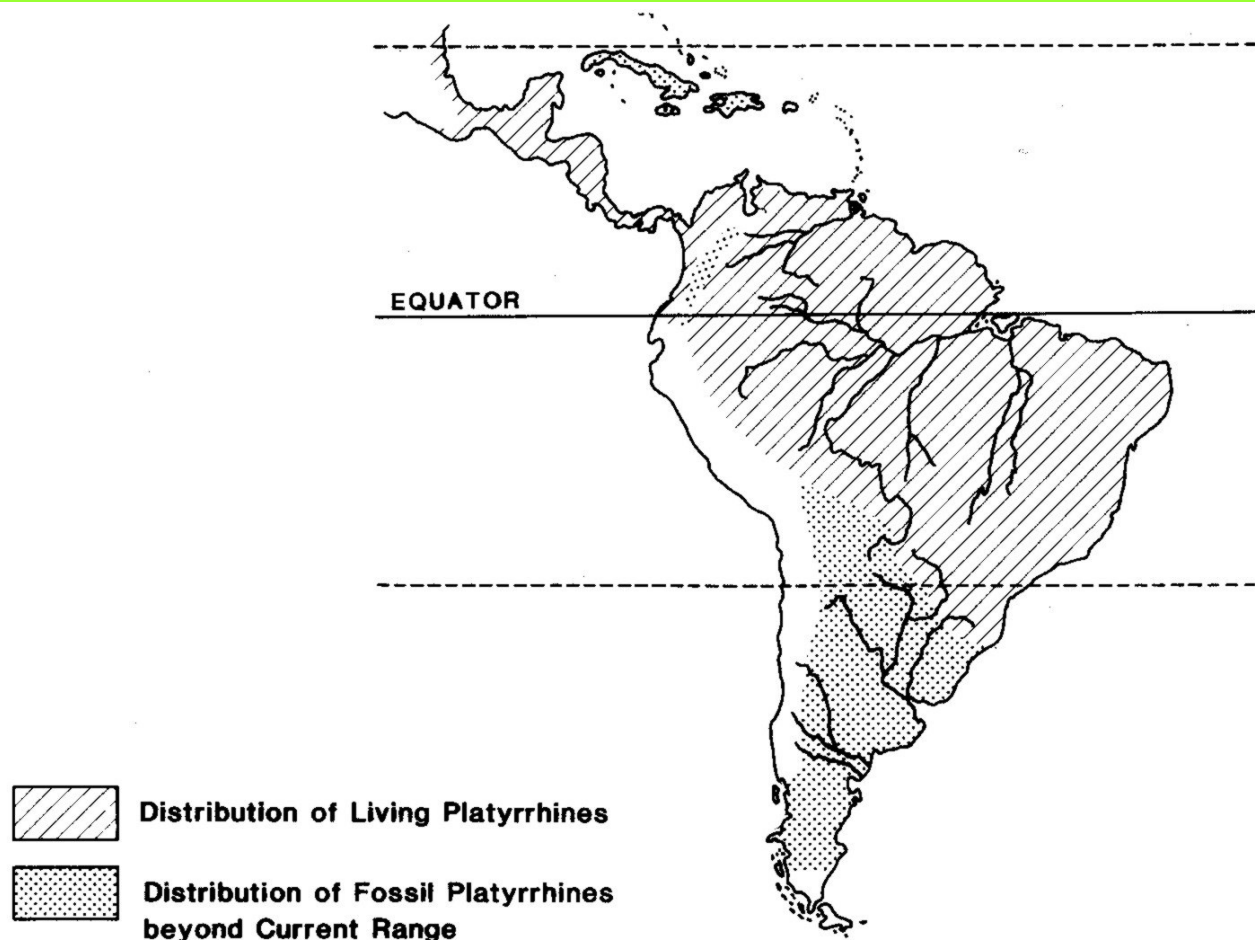 EQUATOR
Distribution of Living Platyrrhines
Distribution of Fossil Platyrrhines
beyond Current Range